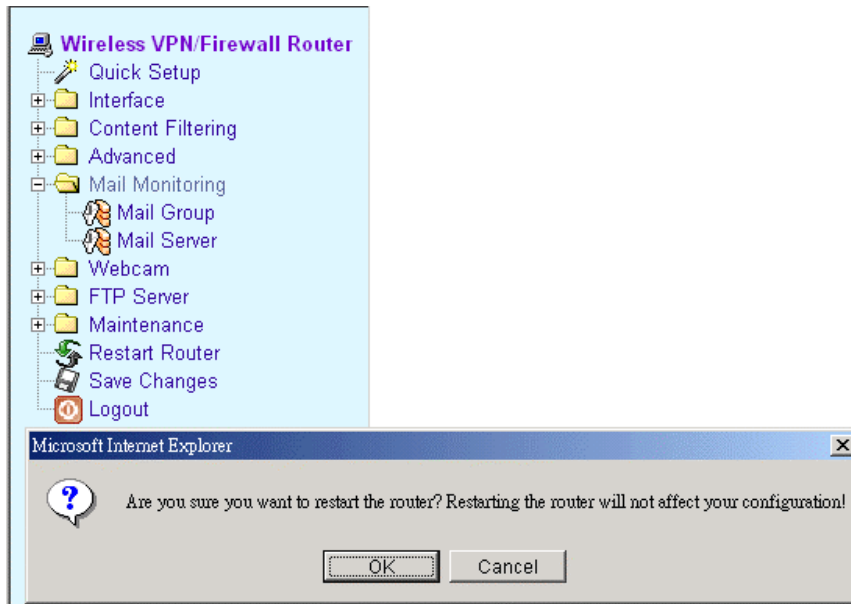 Wireless VPN/Firewall Router
Quick Setup
Interface
Content Filtering
Advanced
Mail Monitoring
Mail Group
Mail Server
Webcam
FTP Server
Maintenance
Restart Router
Save Changes
Logout
Microsoft Internet Explorer
Are you sure you want to restart the router? Restarting the router will not affect your configuration!
OK
Cancel